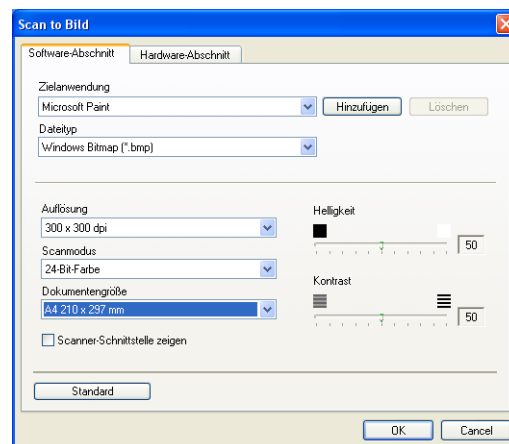 Scan to Bild
Software-Abschnitt
Hardware-Abschnitt
Zielanwendung
Microsoft Paint
Hinzufügen
Löschen
Dateityp
Windows Bitmap (*.bmp)
Auflösung
300 x 300 dpi
Scanmodus
24-Bit-Farbe
Dokumentengröße
A4 210 x 297 mm
Scanner-Schnittstelle zeigen
Helligkeit
50
Kontrast
50
Standard
OK
Cancel